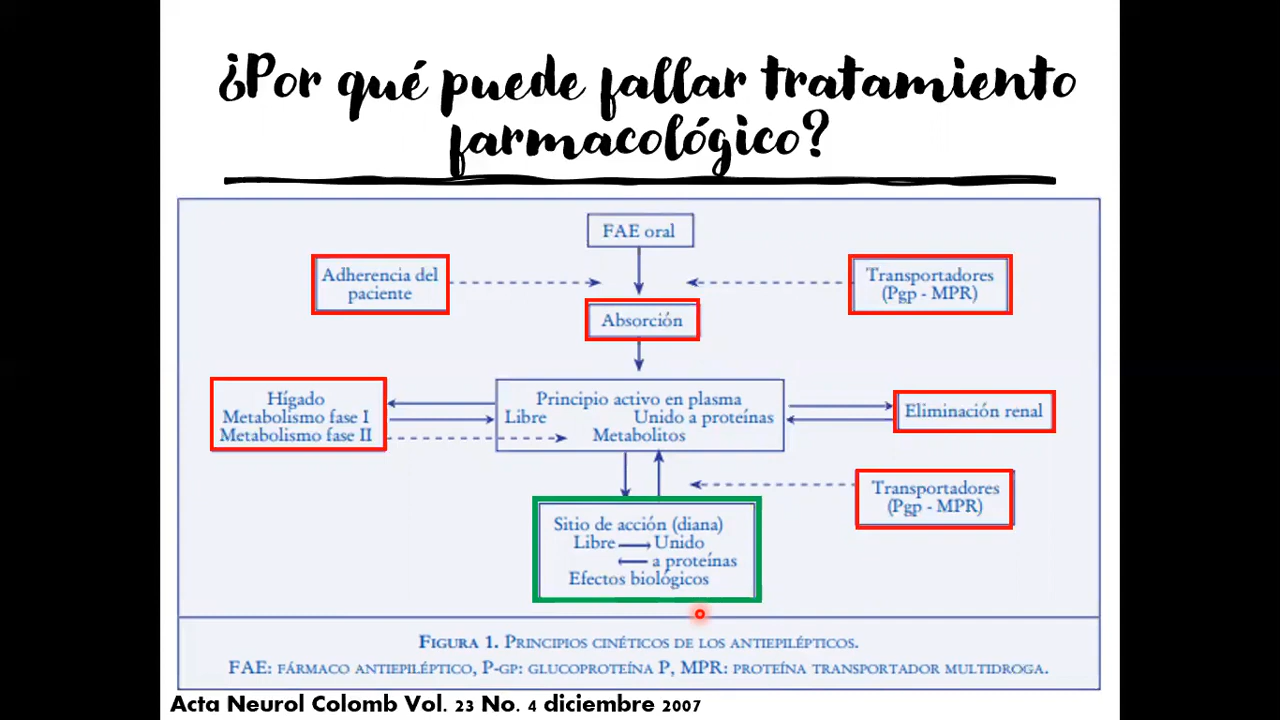 ¿Por qué puede fallar tratamiento
farmacológico?
FAE oral
Adherencia del
paciente
Transportadores
(Pgp - MPR)
Absorción
Hígado
Metabolismo fase I
Metabolismo fase II
Principio activo en plasma
Libre Unido a proteínas
Metabolitos
Eliminación renal
Transportadores
(Pgp - MPR)
Sitio de acción (diana)
Libre Unido
a proteínas
Efectos biológicos
FIGURA 1. PRINCIPIOS CINÉTICOS DE LOS ANTIEPILÉPTICOS.
FAE: FÁRMACO ANTIEPILÉPTICO, P-GP: GLUCOPROTEÍNA P, MPR: PROTEÍNA TRANSPORTADOR MULTIDROGA.
Acta Neurol Colomb Vol. 23 No. 4 diciembre 2007